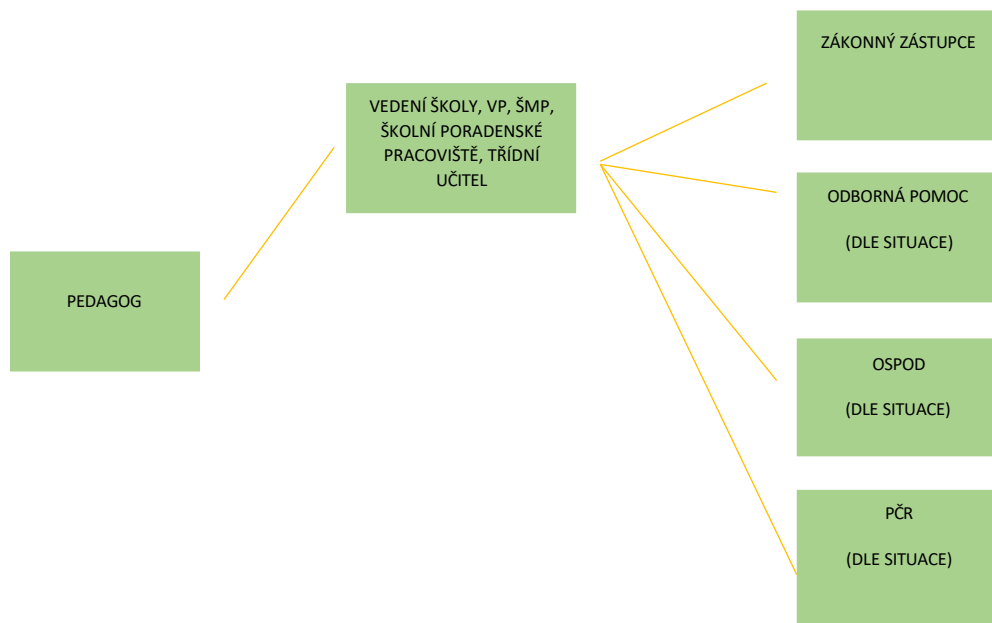 PEDAGOG
VEDENÍ ŠKOLY, VP, ŠMP,
ŠKOLNÍ PORADENSKÉ
PRACOVIŠTĚ, TŘÍDNÍ
UČITEL
ZÁKONNÝ ZÁSTUPCE
ODBORNÁ POMOC
(DLE SITUACE)
OSPOD
(DLE SITUACE)
PČR
(DLE SITUACE)